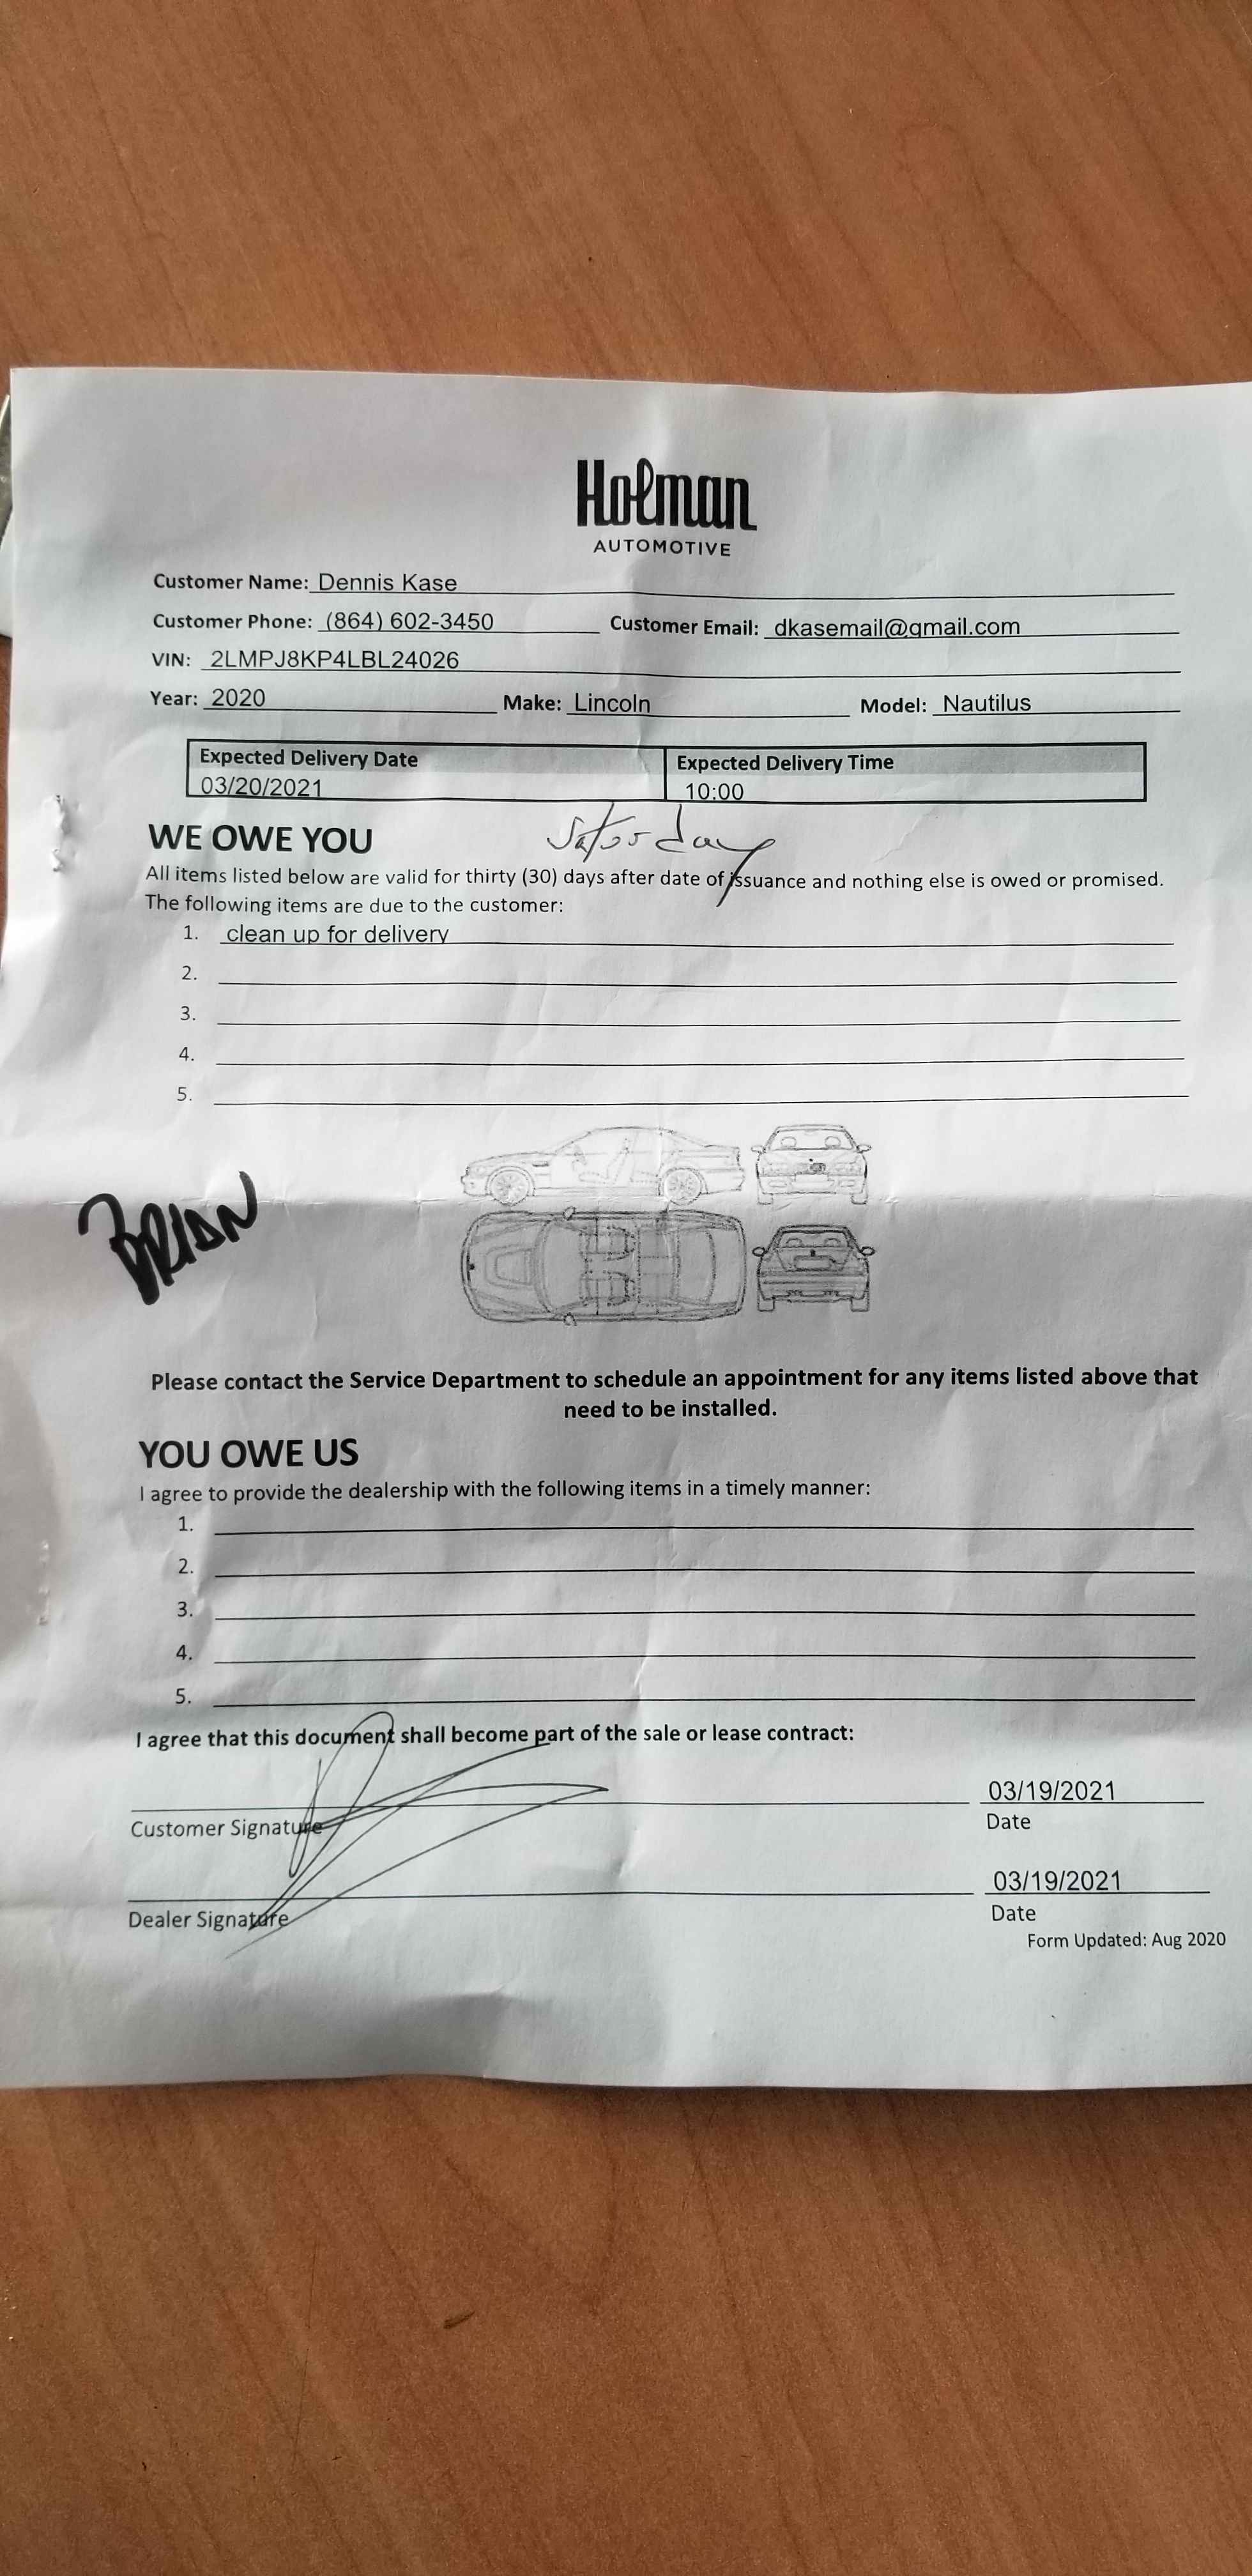 Holman
AUTOMOTIVE
Customer Name: Dennis Kase
Customer Phone: (864) 602-3450 Customer Email: dkasemail@gmail.com
VIN: 2LMPJ8KP4LBL24026
Year: 2020 Make: Lincoln Model: Nautilus
Expected Delivery Date Expected Delivery Time
03/20/2021 10:00
Saturday
WE OWE YOU
All items listed below are valid for thirty (30) days after date of issuance and nothing else is owed or promised.
The following items are due to the customer:
1. clean up for delivery
2.
3.
4.
5.
BRIAN
Please contact the Service Department to schedule an appointment for any items listed above that
need to be installed.
YOU OWE US
I agree to provide the dealership with the following items in a timely manner:
1.
2.
3.
4.
5.
I agree that this document shall become part of the sale or lease contract:
03/19/2021
Customer Signature Date
03/19/2021
Dealer Signature Date
Form Updated: Aug 2020